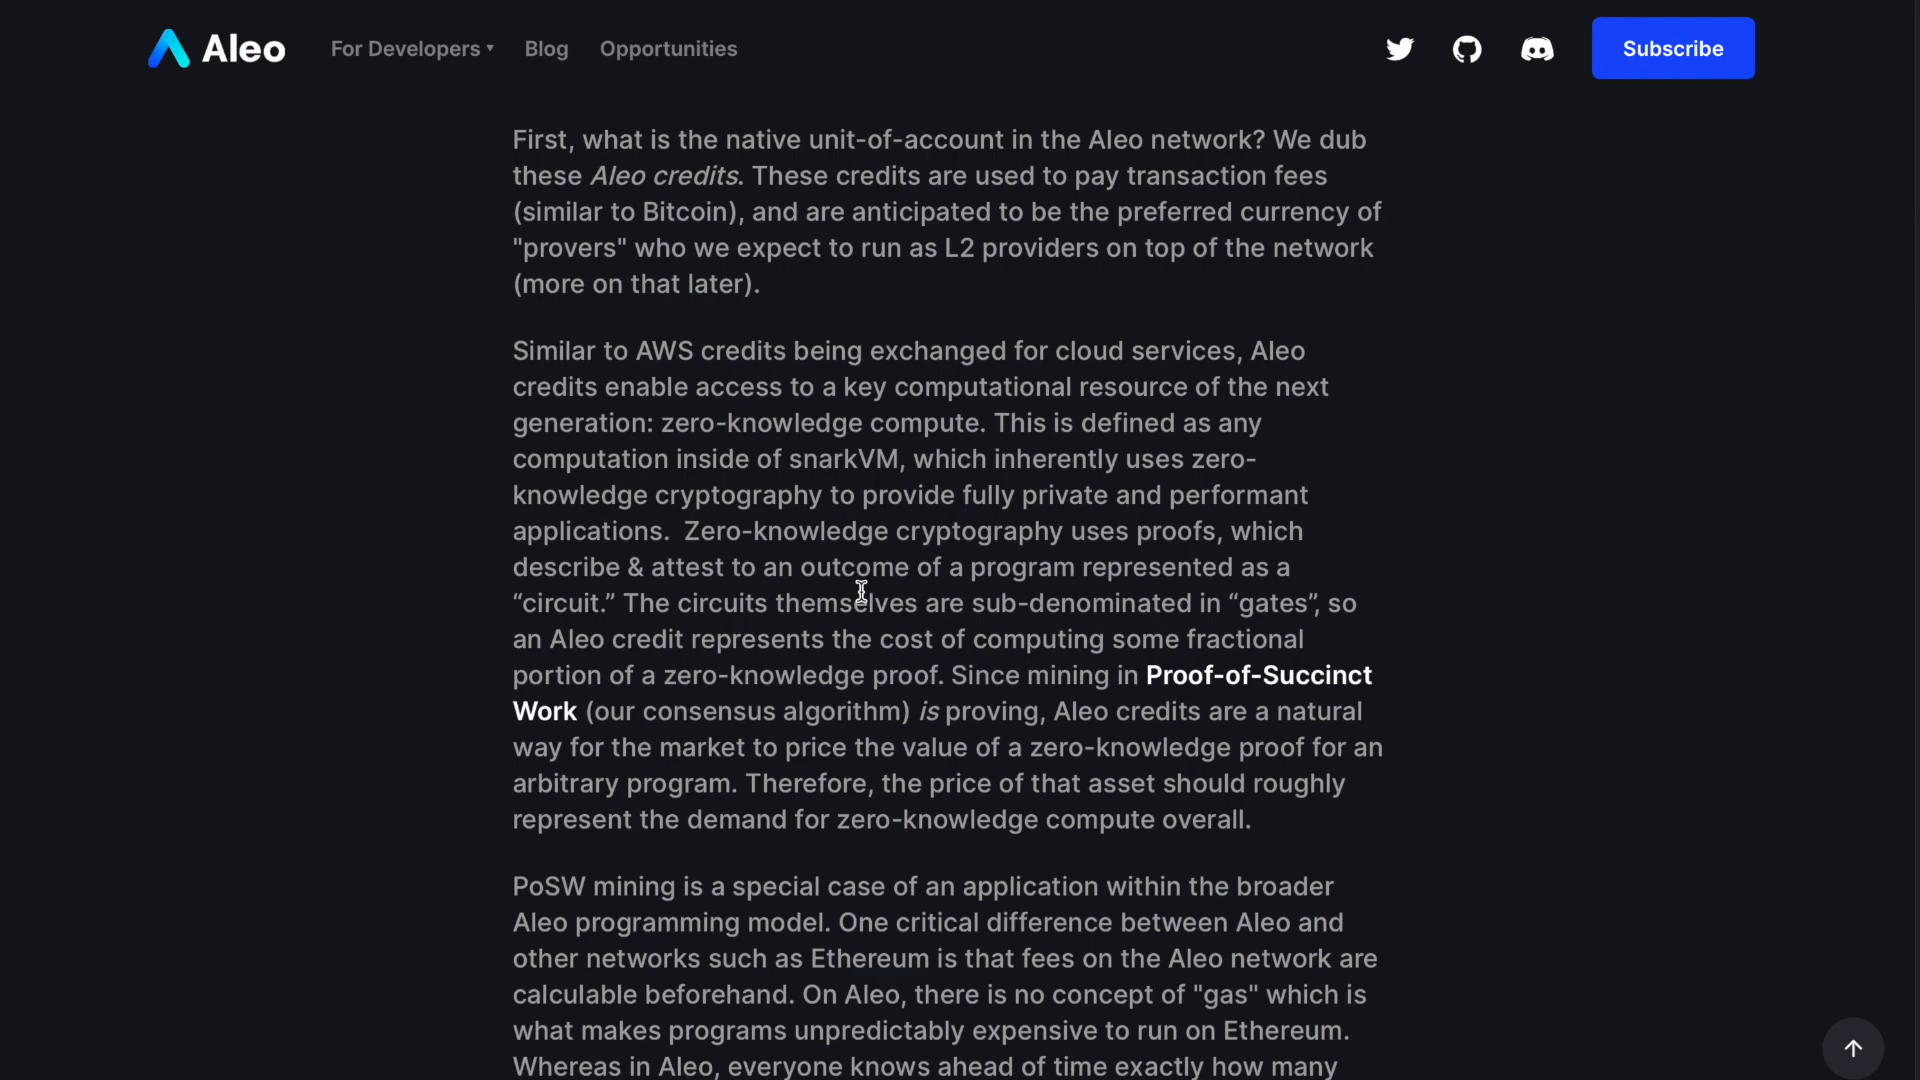 Aleo For Developers ▾ Blog Opportunities Subscribe
First, what is the native unit-of-account in the Aleo network? We dub
these Aleo credits. These credits are used to pay transaction fees
(similar to Bitcoin), and are anticipated to be the preferred currency of
"provers" who we expect to run as L2 providers on top of the network
(more on that later).
Similar to AWS credits being exchanged for cloud services, Aleo
credits enable access to a key computational resource of the next
generation: zero-knowledge compute. This is defined as any
computation inside of snarkVM, which inherently uses zero-
knowledge cryptography to provide fully private and performant
applications.  Zero-knowledge cryptography uses proofs, which
describe & attest to an outcome of a program represented as a
“circuit.” The circuits themselves are sub-denominated in “gates”, so
an Aleo credit represents the cost of computing some fractional
portion of a zero-knowledge proof. Since mining in Proof-of-Succinct
Work (our consensus algorithm) is proving, Aleo credits are a natural
way for the market to price the value of a zero-knowledge proof for an
arbitrary program. Therefore, the price of that asset should roughly
represent the demand for zero-knowledge compute overall.
PoSW mining is a special case of an application within the broader
Aleo programming model. One critical difference between Aleo and
other networks such as Ethereum is that fees on the Aleo network are
calculable beforehand. On Aleo, there is no concept of "gas" which is
what makes programs unpredictably expensive to run on Ethereum.
Whereas in Aleo, everyone knows ahead of time exactly how many